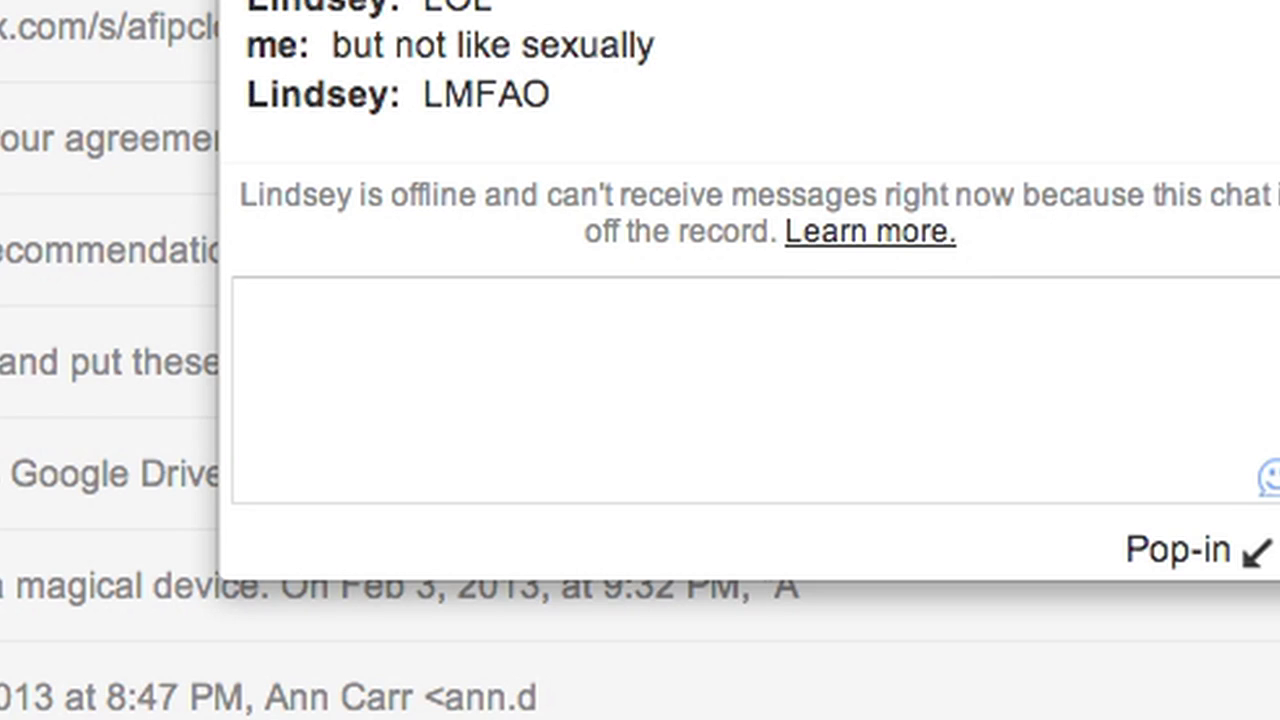 Lindsey: LOL
me: but not like sexually
Lindsey: LMFAO
Lindsey is offline and can't receive messages right now because this chat i
off the record. Learn more.
Pop-in
x.com/s/afipcl
our agreemer
ecommendatio
and put these
Google Drive
a magical device. On Feb 3, 2013, at 9:32 PM, "A
013 at 8:47 PM, Ann Carr <ann.d